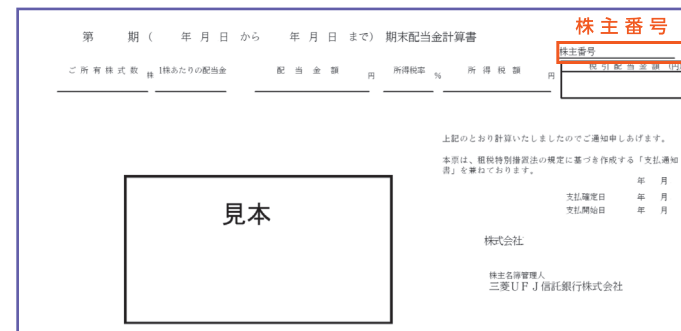 株主番号
第　期（　年 月 日 から　年 月 日 まで）期末配当金計算書
株主番号
ご所有株式数 株 1株あたりの配当金　配当金額 円　所得税率 %　所得税額 円　税引配当金額（円）
上記のとおり計算いたしましたのでご通知申しあげます。
本票は、租税特別措置法の規定に基づき作成する「支払通知
書」を兼ねております。
年 月
支払確定日 年 月
支払開始日 年 月
見本
株式会社
株主名簿管理人
三菱ＵＦＪ信託銀行株式会社